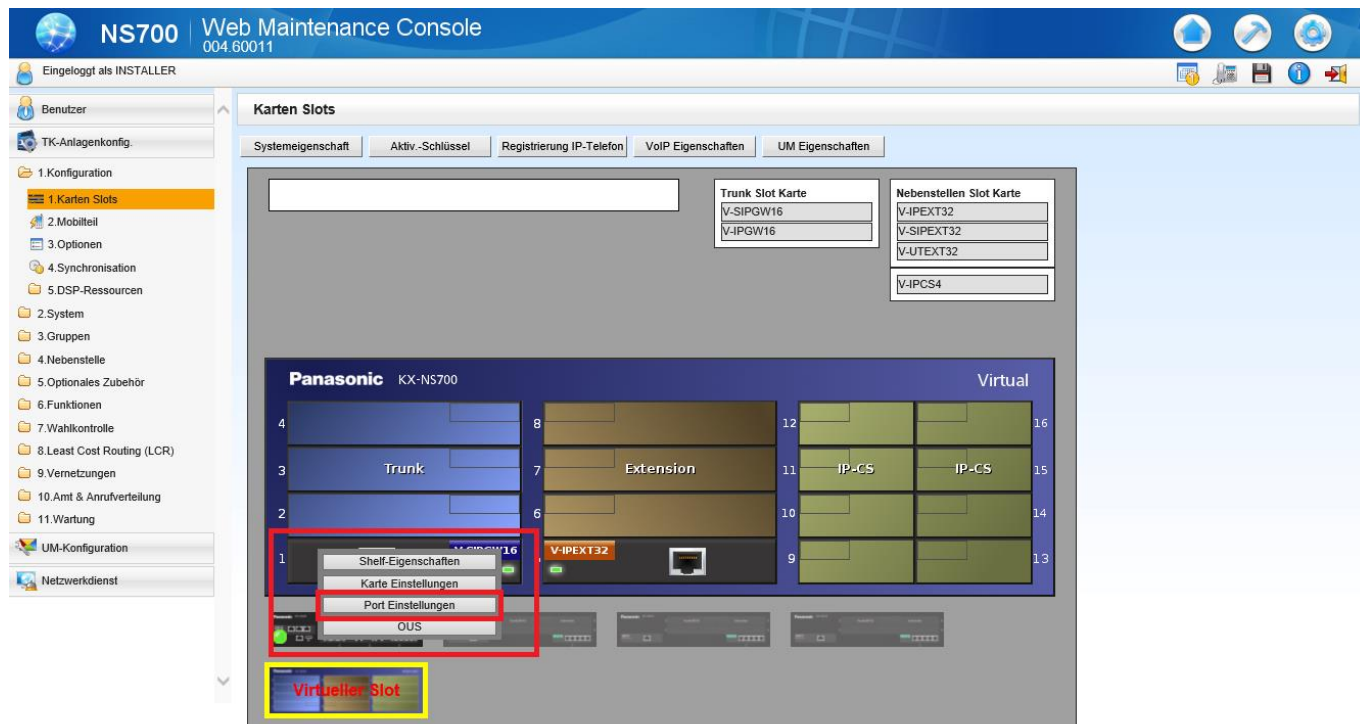 NS700 Web Maintenance Console
004.60011
Eingeloggt als INSTALLER
Benutzer
TK-Anlagenkonfig.
1.Konfiguration
1.Karten Slots
2.Mobilteil
3.Optionen
4.Synchronisation
5.DSP-Ressourcen
2.System
3.Gruppen
4.Nebenstelle
5.Optionales Zubehör
6.Funktionen
7.Wahlkontrolle
8.Least Cost Routing (LCR)
9.Vernetzungen
10.Amt & Anrufverteilung
11.Wartung
UM-Konfiguration
Netzwerkdienst
Karten Slots
Systemeigenschaft Aktiv.-Schlüssel Registrierung IP-Telefon VoIP Eigenschaften UM Eigenschaften
Trunk Slot Karte
V-SIPGW16
V-IPGW16
Nebenstellen Slot Karte
V-IPEXT32
V-SIPEXT32
V-UTEXT32
V-IPCS4
Panasonic KX-NS700 Virtual
4 8 12 16
3 Trunk 7 Extension 11 IP-CS IP-CS 15
2 6 10 14
1 V-IPEXT32 9 13
Shelf-Eigenschaften
Karte Einstellungen
Port Einstellungen
OUS
Virtueller Slot